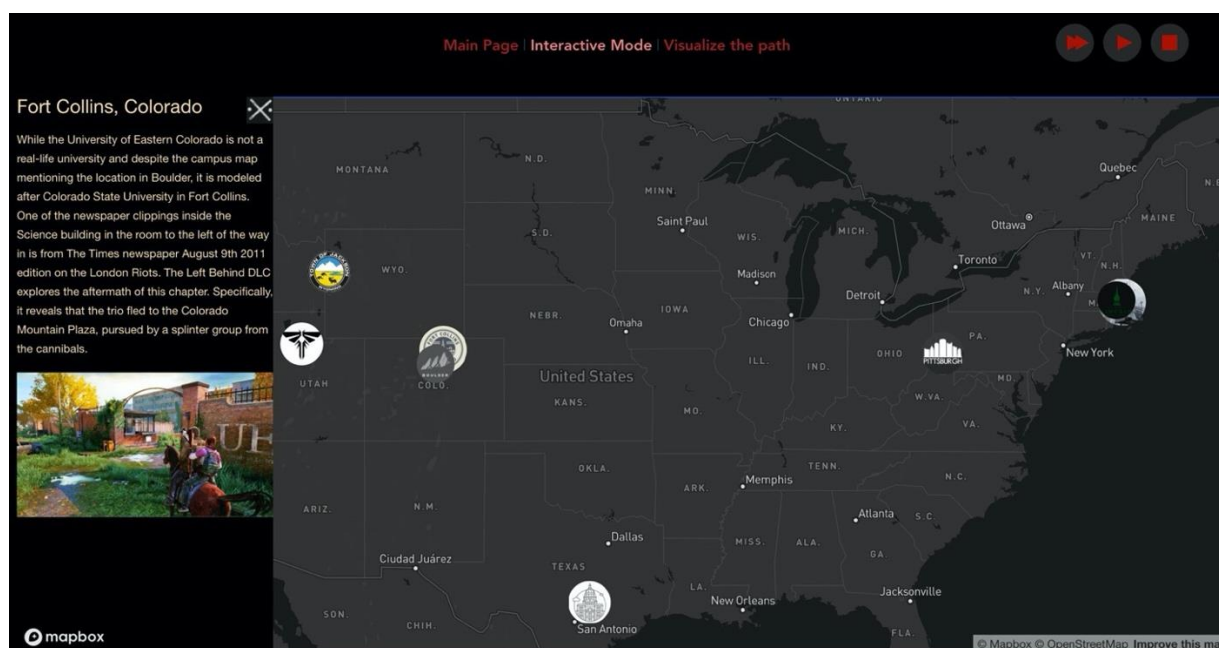 Main Page | Interactive Mode | Visualize the path
Fort Collins, Colorado
While the University of Eastern Colorado is not a
real-life university and despite the campus map
mentioning the location in Boulder, it is modeled
after Colorado State University in Fort Collins.
One of the newspaper clippings inside the
Science building in the room to the left of the way
in is from The Times newspaper August 9th 2011
edition on the London Riots. The Left Behind DLC
explores the aftermath of this chapter. Specifically,
it reveals that the trio fled to the Colorado
Mountain Plaza, pursued by a splinter group from
the cannibals.
UE
mapbox
ONTARIO
MONTANA
N.D.
MINN.
Quebec
Saint Paul
Ottawa
MAINE
S.D.
WIS.
MICH.
Toronto
VT.
N.H.
TOWN OF JACKSON
WYO.
Madison
Detroit
N.Y.
Albany
NEBR.
IOWA
Omaha
Chicago
PA.
New York
FORT COLLINS
BOULDER
PITTSBURGH
OHIO
UTAH
COLO.
United States
ILL.
IND.
MD.
KANS.
MO.
W.VA.
KY.
VA.
OKLA.
TENN.
N.C.
ARK.
Memphis
ARIZ.
N.M.
Atlanta
S.C.
Dallas
MISS.
ALA.
GA.
Ciudad Juárez
TEXAS
LA.
Jacksonville
New Orleans
SON.
CHIH.
San Antonio
FLA.
© Mapbox © OpenStreetMap Improve this ma